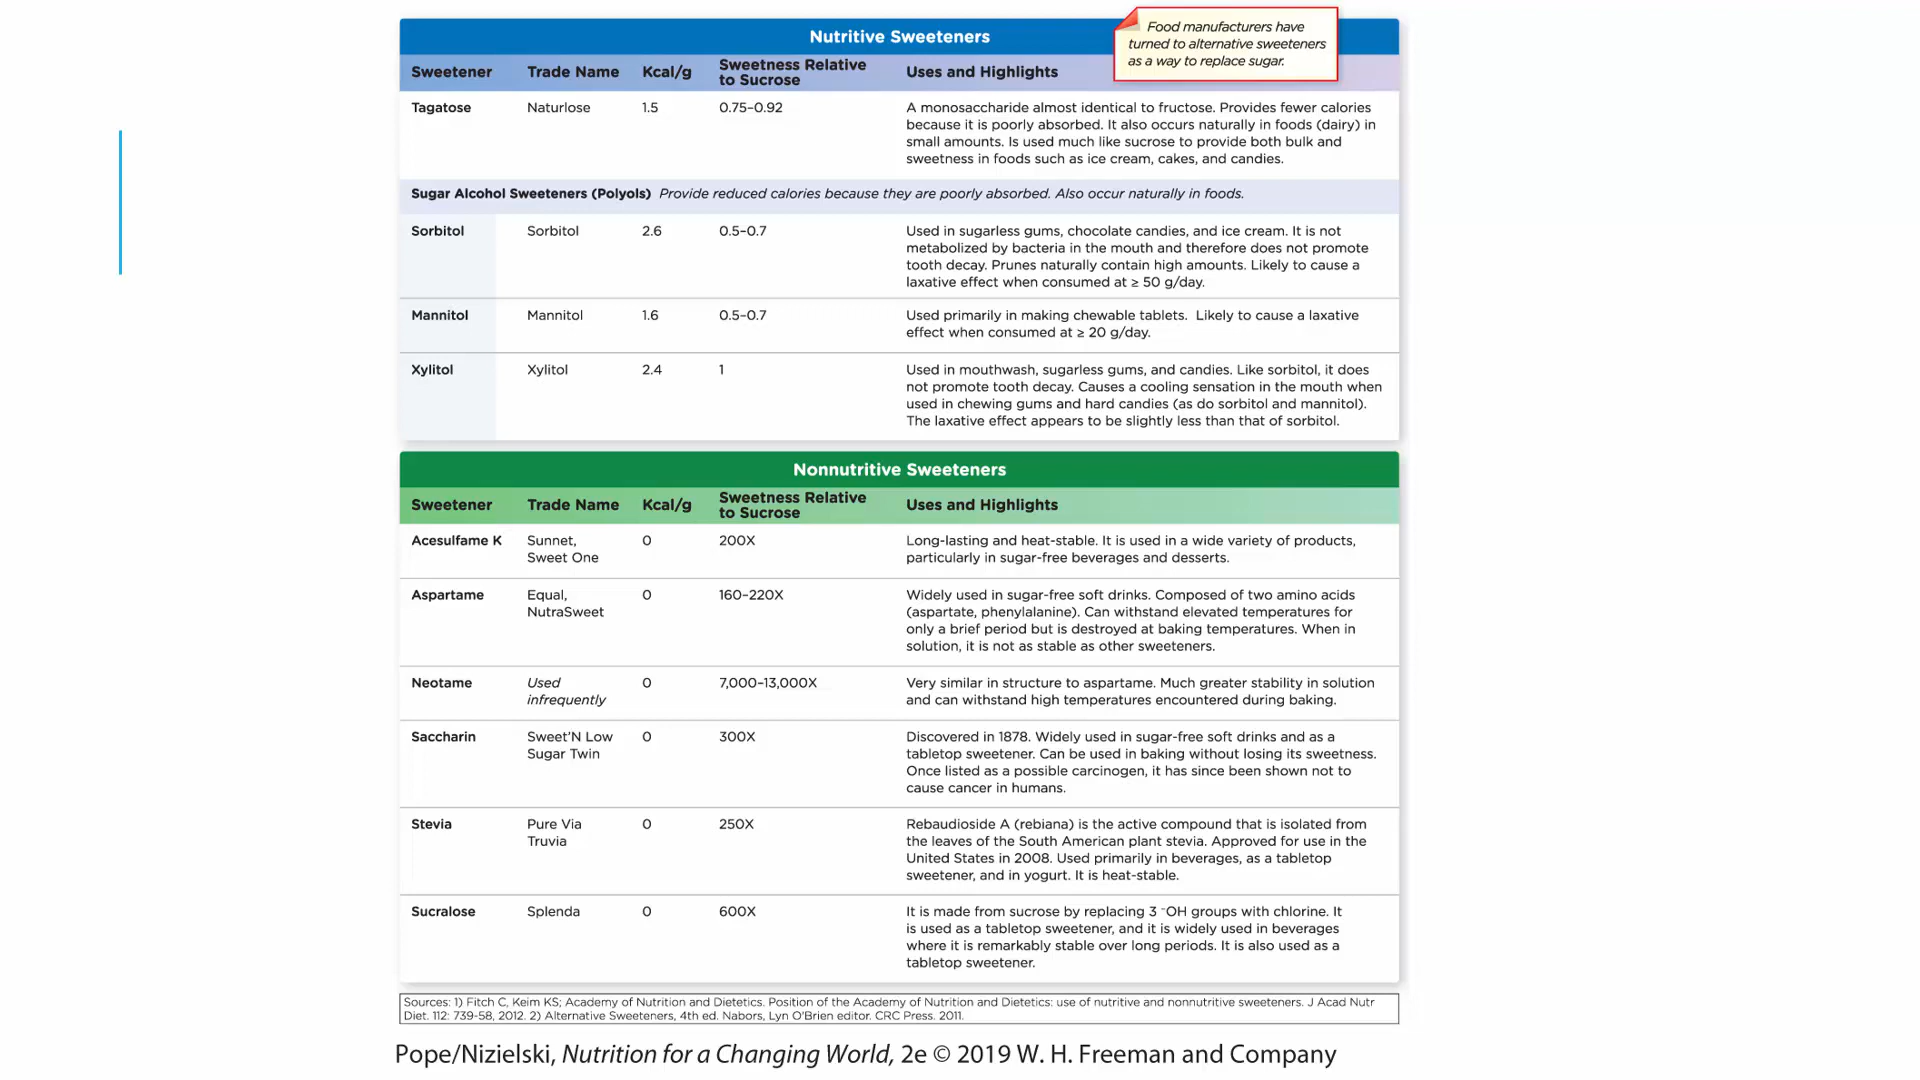 Nutritive Sweeteners
Food manufacturers have
turned to alternative sweeteners
as a way to replace sugar.
Sweetener Trade Name Kcal/g Sweetness Relative to Sucrose Uses and Highlights
Tagatose Naturlose 1.5 0.75–0.92 A monosaccharide almost identical to fructose. Provides fewer calories
because it is poorly absorbed. It also occurs naturally in foods (dairy) in
small amounts. Is used much like sucrose to provide both bulk and
sweetness in foods such as ice cream, cakes, and candies.
Sugar Alcohol Sweeteners (Polyols) Provide reduced calories because they are poorly absorbed. Also occur naturally in foods.
Sorbitol Sorbitol 2.6 0.5–0.7 Used in sugarless gums, chocolate candies, and ice cream. It is not
metabolized by bacteria in the mouth and therefore does not promote
tooth decay. Prunes naturally contain high amounts. Likely to cause a
laxative effect when consumed at ≥ 50 g/day.
Mannitol Mannitol 1.6 0.5–0.7 Used primarily in making chewable tablets. Likely to cause a laxative
effect when consumed at ≥ 20 g/day.
Xylitol Xylitol 2.4 1 Used in mouthwash, sugarless gums, and candies. Like sorbitol, it does
not promote tooth decay. Causes a cooling sensation in the mouth when
used in chewing gums and hard candies (as do sorbitol and mannitol).
The laxative effect appears to be slightly less than that of sorbitol.
Nonnutritive Sweeteners
Sweetener Trade Name Kcal/g Sweetness Relative to Sucrose Uses and Highlights
Acesulfame K Sunnet, 0 200X Long-lasting and heat-stable. It is used in a wide variety of products,
Sweet One particularly in sugar-free beverages and desserts.
Aspartame Equal, 0 160–220X Widely used in sugar-free soft drinks. Composed of two amino acids
NutraSweet (aspartate, phenylalanine). Can withstand elevated temperatures for
only a brief period but is destroyed at baking temperatures. When in
solution, it is not as stable as other sweeteners.
Neotame Used 0 7,000–13,000X Very similar in structure to aspartame. Much greater stability in solution
infrequently and can withstand high temperatures encountered during baking.
Saccharin Sweet'N Low 0 300X Discovered in 1878. Widely used in sugar-free soft drinks and as a
Sugar Twin tabletop sweetener. Can be used in baking without losing its sweetness.
Once listed as a possible carcinogen, it has since been shown not to
cause cancer in humans.
Stevia Pure Via 0 250X Rebaudioside A (rebiana) is the active compound that is isolated from
Truvia the leaves of the South American plant stevia. Approved for use in the
United States in 2008. Used primarily in beverages, as a tabletop
sweetener, and in yogurt. It is heat-stable.
Sucralose Splenda 0 600X It is made from sucrose by replacing 3 ⁻OH groups with chlorine. It
is used as a tabletop sweetener, and it is widely used in beverages
where it is remarkably stable over long periods. It is also used as a
tabletop sweetener.
Sources: 1) Fitch C, Keim KS; Academy of Nutrition and Dietetics. Position of the Academy of Nutrition and Dietetics: use of nutritive and nonnutritive sweeteners. J Acad Nutr
Diet. 112: 739-58, 2012. 2) Alternative Sweeteners, 4th ed. Nabors, Lyn O'Brien editor. CRC Press. 2011.
Pope/Nizielski, Nutrition for a Changing World, 2e © 2019 W. H. Freeman and Company